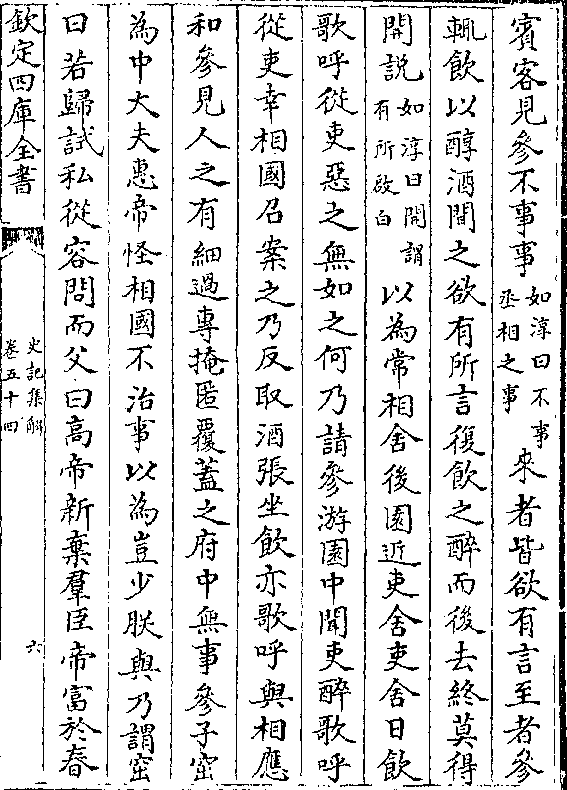 賓客見參不事事如淳曰不事丞相之事來者皆欲有言至者參
輒飲以醇酒間之欲有所言復飲之醉而後去終莫得
開說如淳曰開謂有所啟白以為常相舍後園近吏舍吏舍日飲
歌呼從吏惡之無如之何乃請參游園中聞吏醉歌呼
從吏幸相國召案之乃反取酒張坐飲亦歌呼與相應
和參見人之有細過專掩匿覆蓋之府中無事參子窋
為中大夫惠帝怪相國不治事以為豈少朕與乃謂窋
曰若歸試私從容問而父曰高帝新棄羣臣帝富於春
欽定四庫全書
史記集解
卷五十四
六